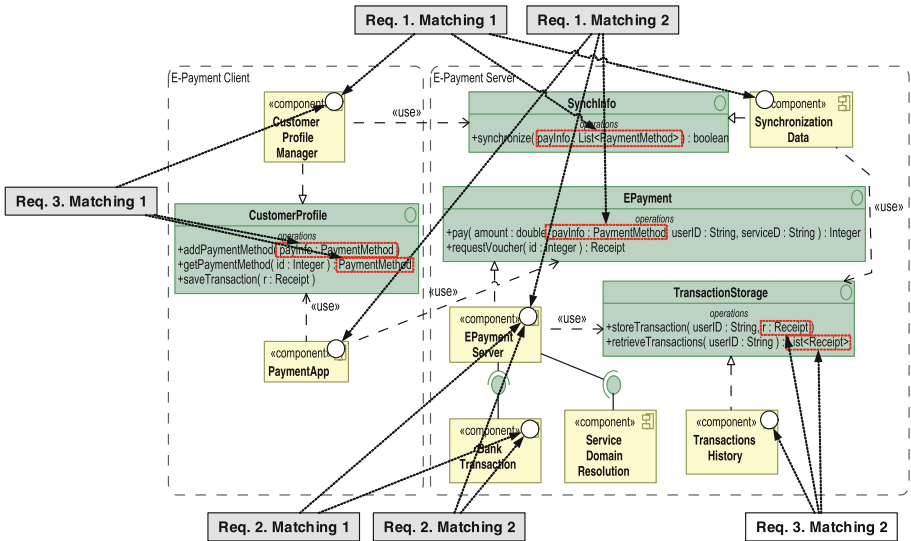 Req. 1. Matching 1
Req. 1. Matching 2
E-Payment Client
E-Payment Server
«component»
Customer
Profile
Manager
«use»
SynchInfo
operations
+synchronize( payInfo : List<PaymentMethod> ) : boolean
«component»
Synchronization
Data
Req. 3. Matching 1
«use»
EPayment
operations
+pay( amount : double, payInfo : PaymentMethod, userID : String, serviceD : String ) : Integer
+requestVoucher( id : Integer ) : Receipt
CustomerProfile
operations
+addPaymentMethod( payInfo : PaymentMethod )
+getPaymentMethod( id : Integer ) : PaymentMethod
+saveTransaction( r : Receipt )
«use»
«use»
TransactionStorage
operations
+storeTransaction( userID : String, r : Receipt )
+retrieveTransactions( userID : String ) : List<Receipt>
«component»
EPayment
Server
«use»
«component»
PaymentApp
«component»
Bank
Transaction
«component»
Service
Domain
Resolution
«component»
Transactions
History
Req. 2. Matching 1
Req. 2. Matching 2
Req. 3. Matching 2